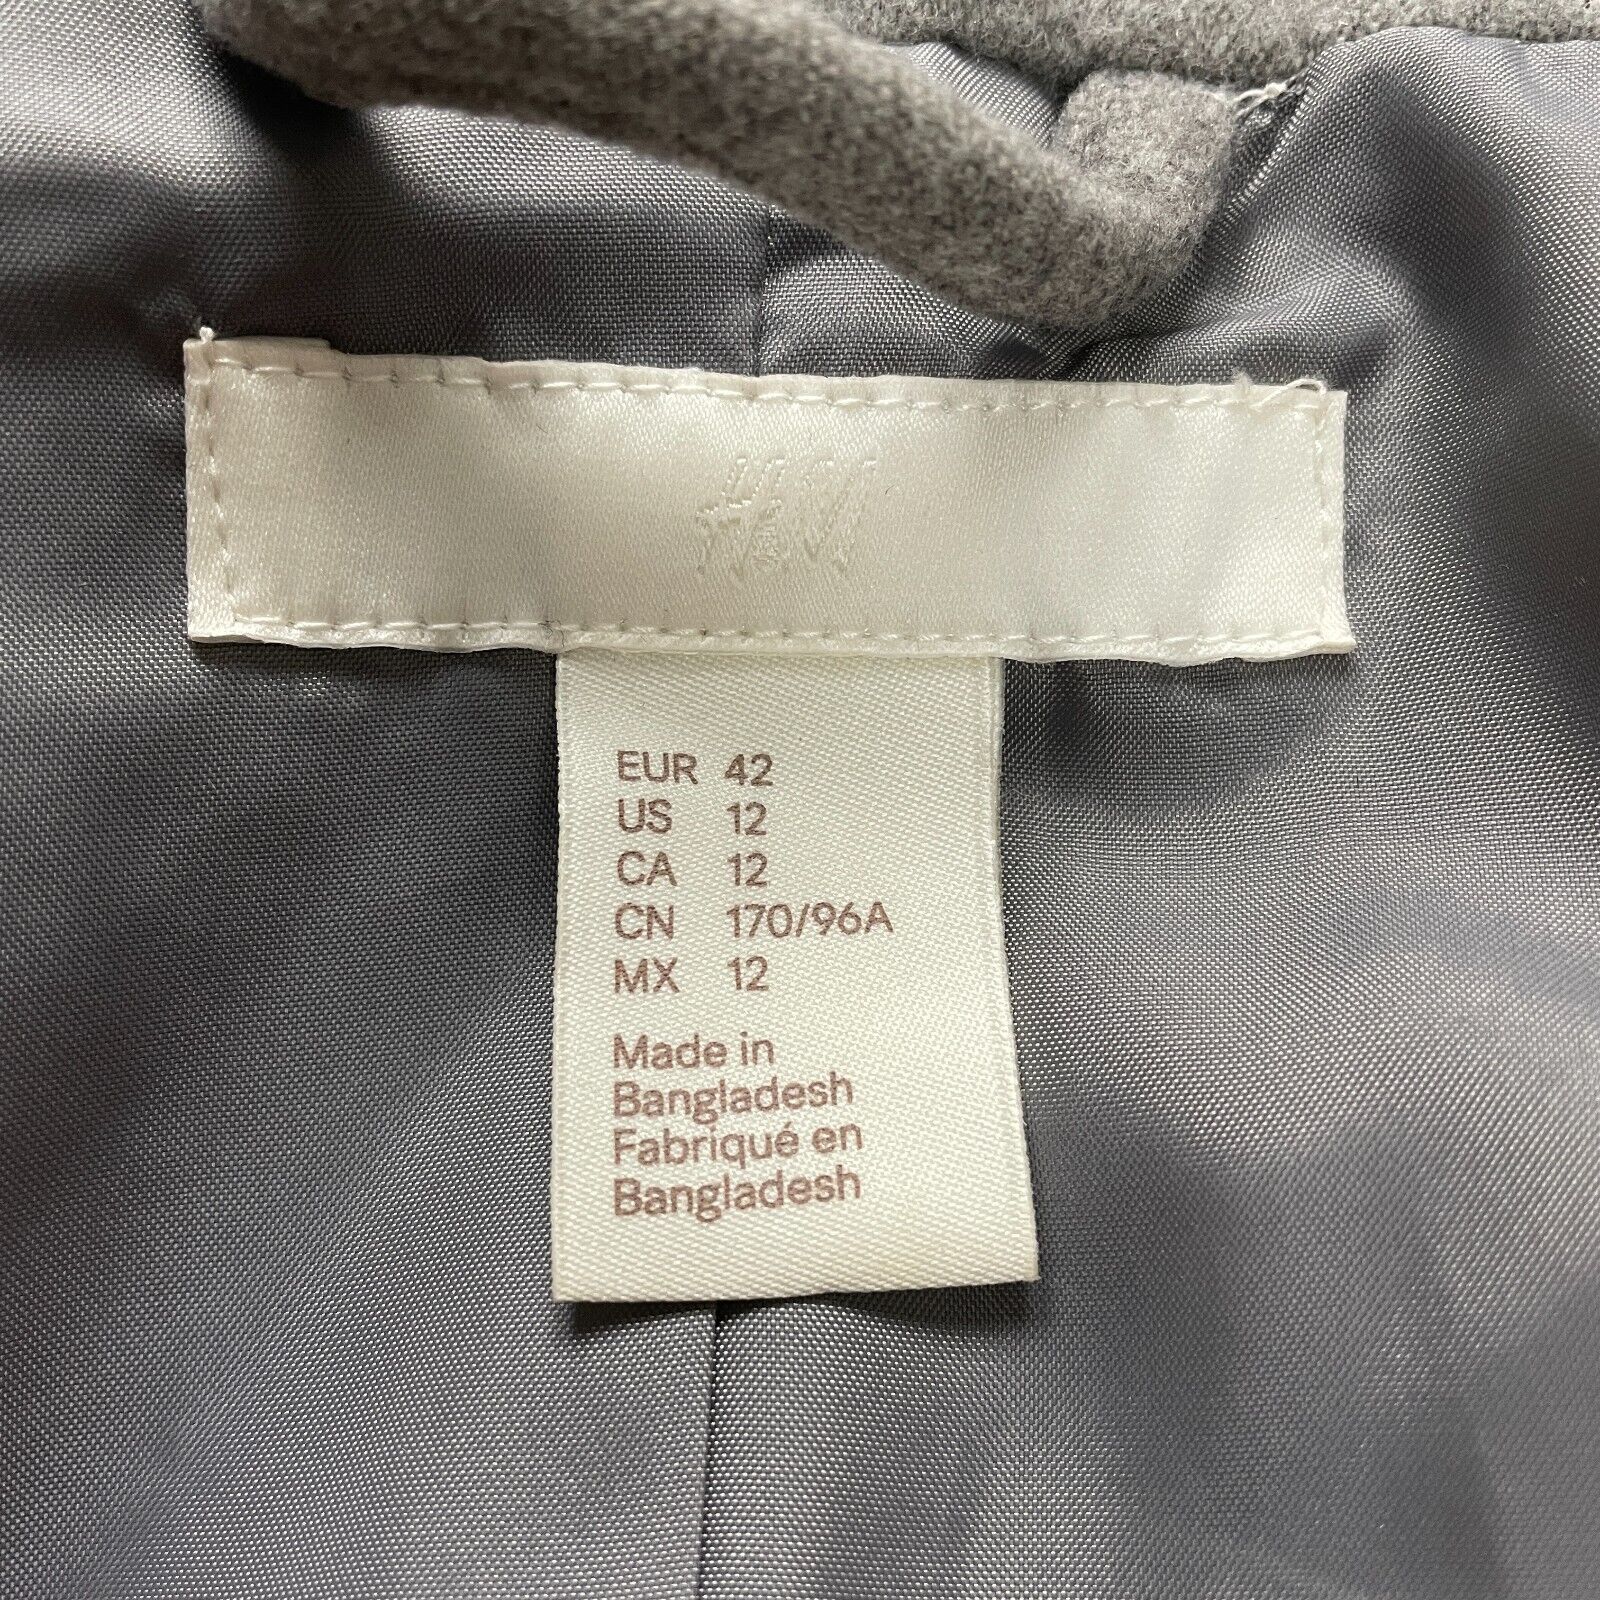 H&M
EUR 42
US 12
CA 12
CN 170/96A
MX 12
Made in
Bangladesh
Fabriqué en
Bangladesh